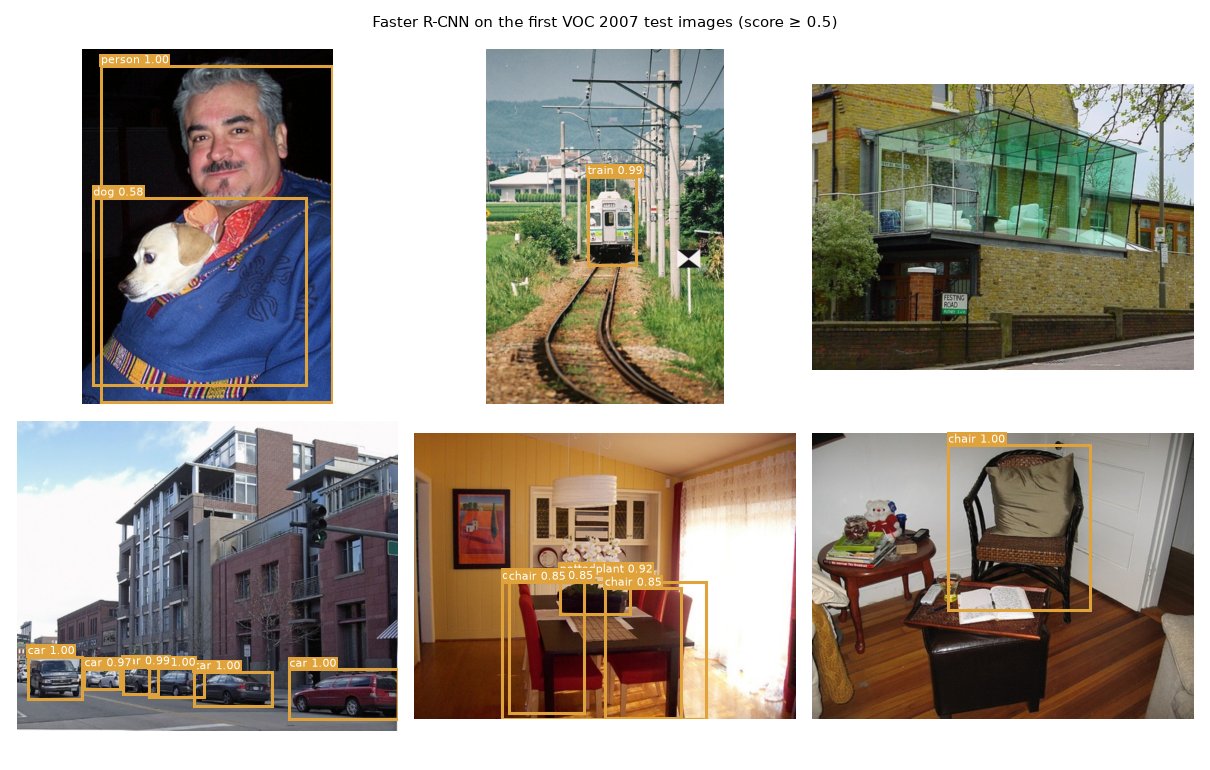 Faster R-CNN on the first VOC 2007 test images (score ≥ 0.5)
person 1.00
dog 0.58
train 0.99
FESTING
ROAD
car 1.00
car 0.97
0.99
1.00
car 1.00
car 1.00
plant 0.92
chair 0.85
0.85
chair 0.85
chair 1.00